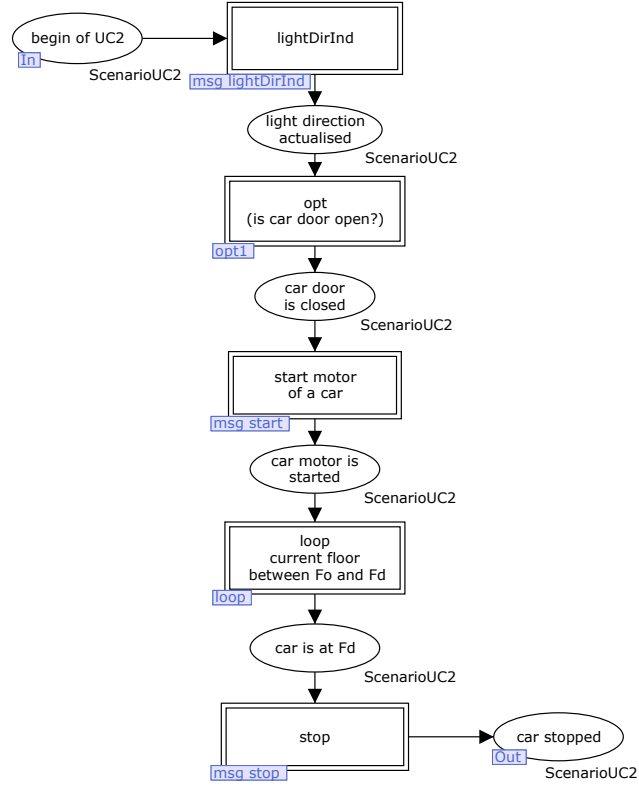 begin of UC2
In
ScenarioUC2
lightDirInd
msg lightDirInd
light direction
actualised
ScenarioUC2
opt
(is car door open?)
opt1
car door
is closed
ScenarioUC2
start motor
of a car
msg start
car motor is
started
ScenarioUC2
loop
current floor
between Fo and Fd
loop
car is at Fd
ScenarioUC2
stop
msg stop
car stopped
Out
ScenarioUC2